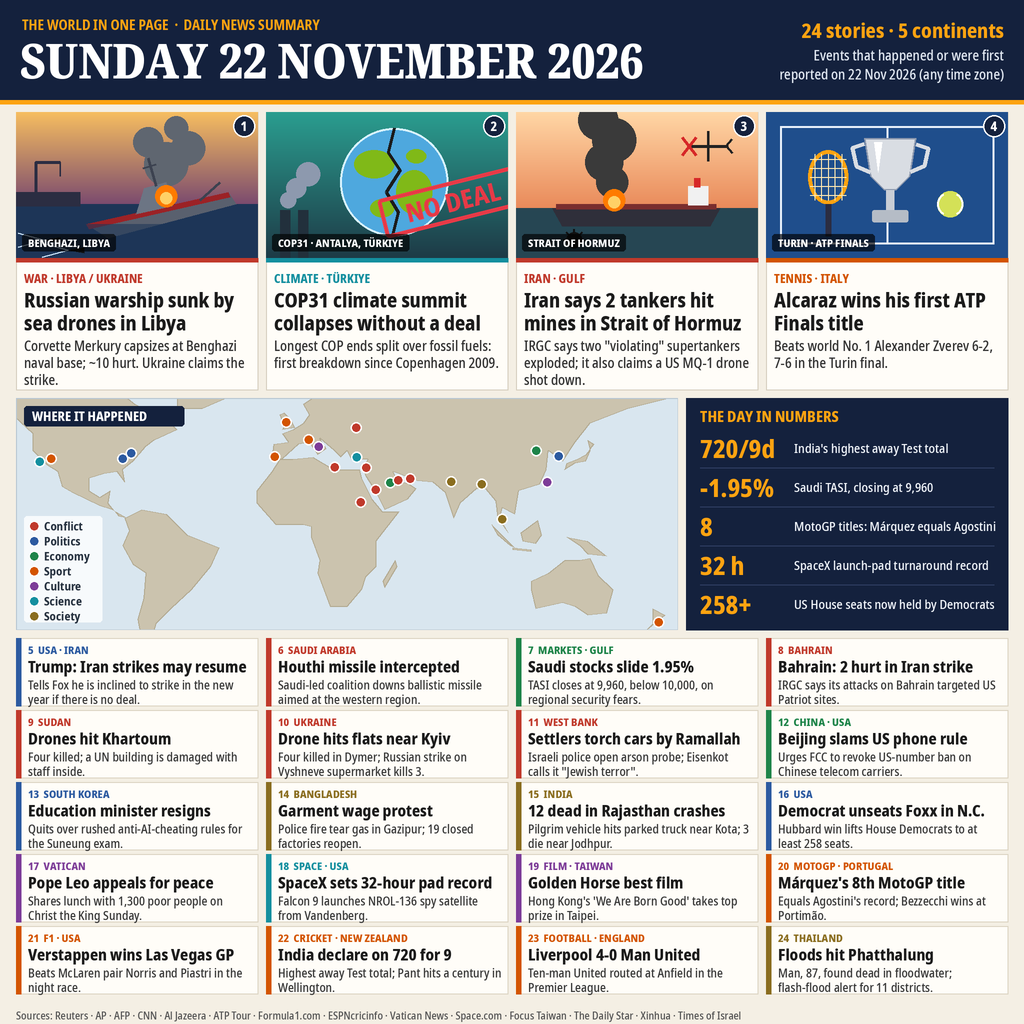 THE WORLD IN ONE PAGE · DAILY NEWS SUMMARY
SUNDAY 22 NOVEMBER 2026
24 stories · 5 continents
Events that happened or were first
reported on 22 Nov 2026 (any time zone)
1
BENGHAZI, LIBYA
WAR · LIBYA / UKRAINE
Russian warship sunk by
sea drones in Libya
Corvette Merkury capsizes at Benghazi
naval base; ~10 hurt. Ukraine claims the
strike.
2
NO DEAL
COP31 · ANTALYA, TÜRKIYE
CLIMATE · TÜRKIYE
COP31 climate summit
collapses without a deal
Longest COP ends split over fossil fuels:
first breakdown since Copenhagen 2009.
3
STRAIT OF HORMUZ
IRAN · GULF
Iran says 2 tankers hit
mines in Strait of Hormuz
IRGC says two "violating" supertankers
exploded; it also claims a US MQ-1 drone
shot down.
4
TURIN · ATP FINALS
TENNIS · ITALY
Alcaraz wins his first ATP
Finals title
Beats world No. 1 Alexander Zverev 6-2,
7-6 in the Turin final.
WHERE IT HAPPENED
Conflict
Politics
Economy
Sport
Culture
Science
Society
THE DAY IN NUMBERS
720/9d India's highest away Test total
-1.95% Saudi TASI, closing at 9,960
8 MotoGP titles: Márquez equals Agostini
32 h SpaceX launch-pad turnaround record
258+ US House seats now held by Democrats
5 USA · IRAN
Trump: Iran strikes may resume
Tells Fox he is inclined to strike in the new
year if there is no deal.
6 SAUDI ARABIA
Houthi missile intercepted
Saudi-led coalition downs ballistic missile
aimed at the western region.
7 MARKETS · GULF
Saudi stocks slide 1.95%
TASI closes at 9,960, below 10,000, on
regional security fears.
8 BAHRAIN
Bahrain: 2 hurt in Iran strike
IRGC says its attacks on Bahrain targeted US
Patriot sites.
9 SUDAN
Drones hit Khartoum
Four killed; a UN building is damaged with
staff inside.
10 UKRAINE
Drone hits flats near Kyiv
Four killed in Dymer; Russian strike on
Vyshneve supermarket kills 3.
11 WEST BANK
Settlers torch cars by Ramallah
Israeli police open arson probe; Eisenkot
calls it "Jewish terror".
12 CHINA · USA
Beijing slams US phone rule
Urges FCC to revoke US-number ban on
Chinese telecom carriers.
13 SOUTH KOREA
Education minister resigns
Quits over rushed anti-AI-cheating rules for
the Suneung exam.
14 BANGLADESH
Garment wage protest
Police fire tear gas in Gazipur; 19 closed
factories reopen.
15 INDIA
12 dead in Rajasthan crashes
Pilgrim vehicle hits parked truck near Kota; 3
die near Jodhpur.
16 USA
Democrat unseats Foxx in N.C.
Hubbard win lifts House Democrats to at
least 258 seats.
17 VATICAN
Pope Leo appeals for peace
Shares lunch with 1,300 poor people on
Christ the King Sunday.
18 SPACE · USA
SpaceX sets 32-hour pad record
Falcon 9 launches NROL-136 spy satellite
from Vandenberg.
19 FILM · TAIWAN
Golden Horse best film
Hong Kong's 'We Are Born Good' takes top
prize in Taipei.
20 MOTOGP · PORTUGAL
Márquez's 8th MotoGP title
Equals Agostini's record; Bezzecchi wins at
Portimão.
21 F1 · USA
Verstappen wins Las Vegas GP
Beats McLaren pair Norris and Piastri in the
night race.
22 CRICKET · NEW ZEALAND
India declare on 720 for 9
Highest away Test total; Pant hits a century in
Wellington.
23 FOOTBALL · ENGLAND
Liverpool 4-0 Man United
Ten-man United routed at Anfield in the
Premier League.
24 THAILAND
Floods hit Phatthalung
Man, 87, found dead in floodwater;
flash-flood alert for 11 districts.
Sources: Reuters · AP · AFP · CNN · Al Jazeera · ATP Tour · Formula1.com · ESPNcricinfo · Vatican News · Space.com · Focus Taiwan · The Daily Star · Xinhua · Times of Israel